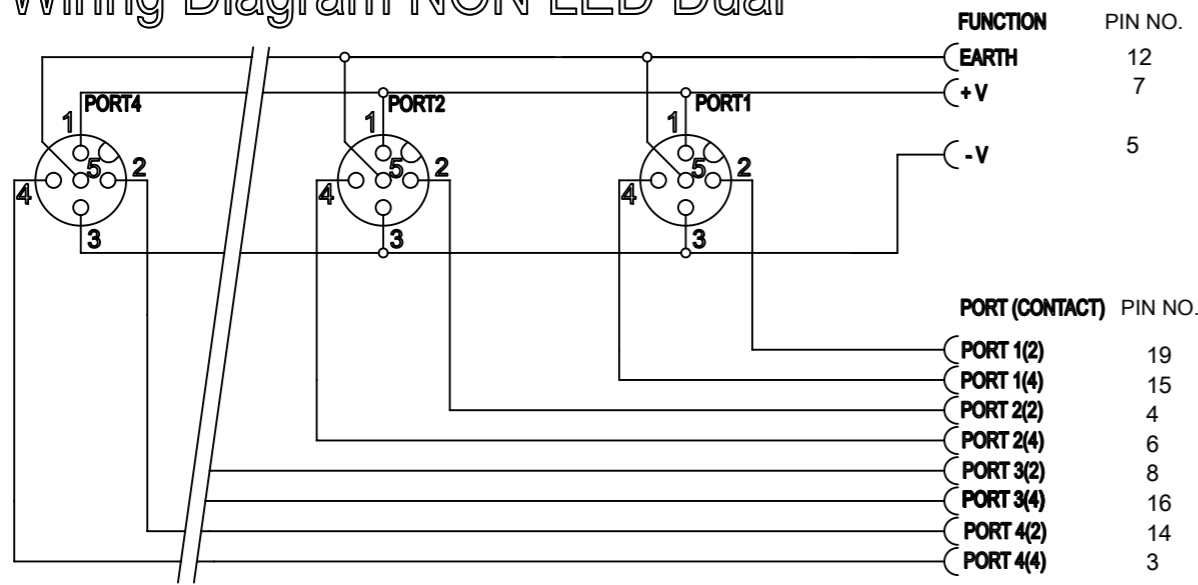 Wiring Diagram NON LED Dual
FUNCTION PIN NO.
EARTH 12
+ V 7
- V 5
PORT4 PORT2 PORT1
1 1 1
5 2 5 2 5 2
4 4 4
3 3 3
PORT (CONTACT) PIN NO.
PORT 1(2) 19
PORT 1(4) 15
PORT 2(2) 4
PORT 2(4) 6
PORT 3(2) 8
PORT 3(4) 16
PORT 4(2) 14
PORT 4(4) 3